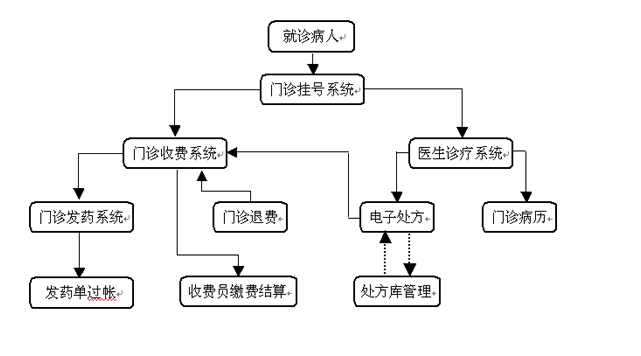 就诊病人
门诊挂号系统
门诊收费系统
医生诊疗系统
门诊发药系统
门诊退费
电子处方
门诊病历
发药单过帐
收费员缴费结算
处方库管理